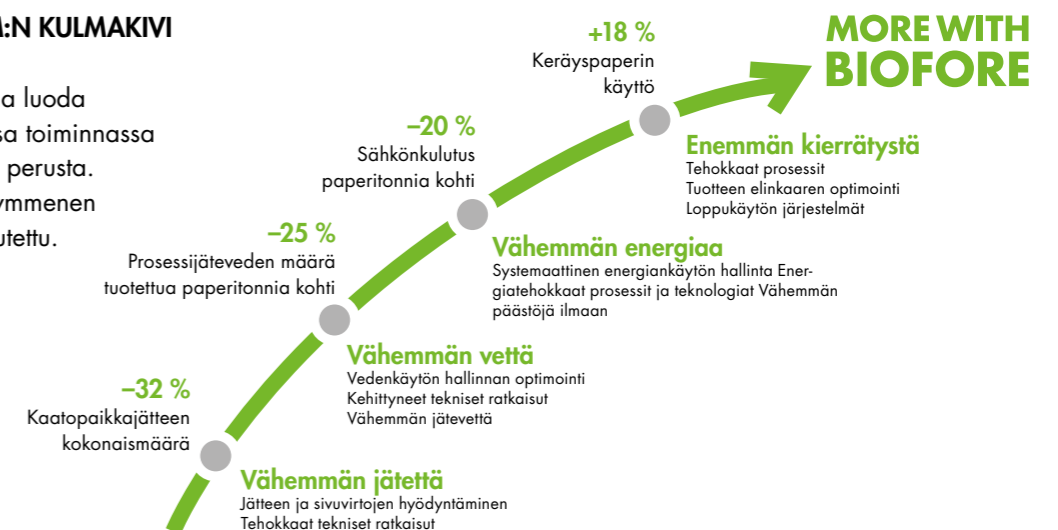 M:N KULMAKIVI
a luoda
sa toiminnassa
perusta.
ymmenen
utettu.
MORE WITH
BIOFORE
+18 %
Keräyspaperin
käyttö
Enemmän kierrätystä
Tehokkaat prosessit
Tuotteen elinkaaren optimointi
Loppukäytön järjestelmät
–20 %
Sähkönkulutus
paperitonnia kohti
Vähemmän energiaa
Systemaattinen energiankäytön hallinta Ener-
giatehokkaat prosessit ja teknologiat Vähemmän
päästöjä ilmaan
–25 %
Prosessijäteveden määrä
tuotettua paperitonnia kohti
Vähemmän vettä
Vedenkäytön hallinnan optimointi
Kehittyneet tekniset ratkaisut
Vähemmän jätevettä
–32 %
Kaatopaikkajätteen
kokonaismäärä
Vähemmän jätettä
Jätteen ja sivuvirtojen hyödyntäminen
Tehokkaat tekniset ratkaisut